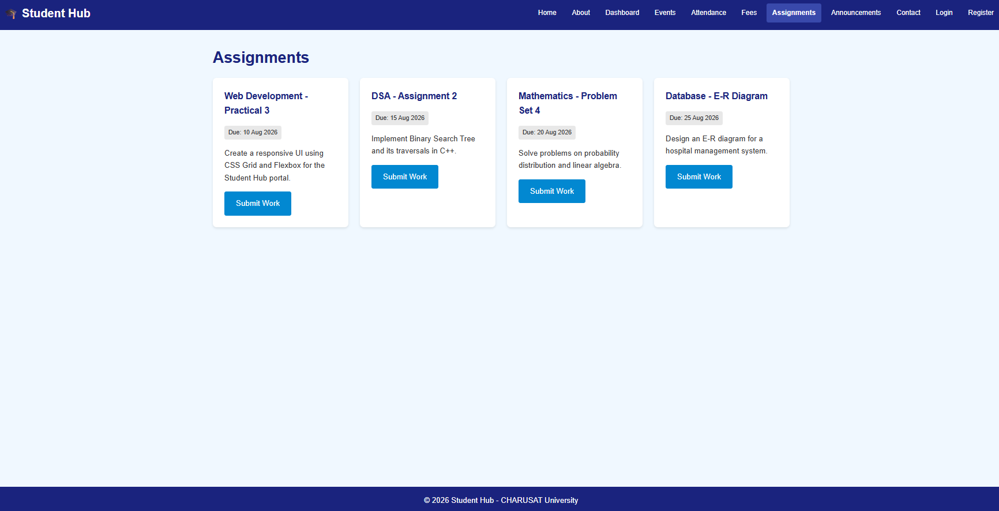 Student Hub
Home About Dashboard Events Attendance Fees Assignments Announcements Contact Login Register
Assignments
Web Development -
Practical 3
Due: 10 Aug 2026
Create a responsive UI using
CSS Grid and Flexbox for the
Student Hub portal.
Submit Work
DSA - Assignment 2
Due: 15 Aug 2026
Implement Binary Search Tree
and its traversals in C++.
Submit Work
Mathematics - Problem
Set 4
Due: 20 Aug 2026
Solve problems on probability
distribution and linear algebra.
Submit Work
Database - E-R Diagram
Due: 25 Aug 2026
Design an E-R diagram for a
hospital management system.
Submit Work
© 2026 Student Hub - CHARUSAT University